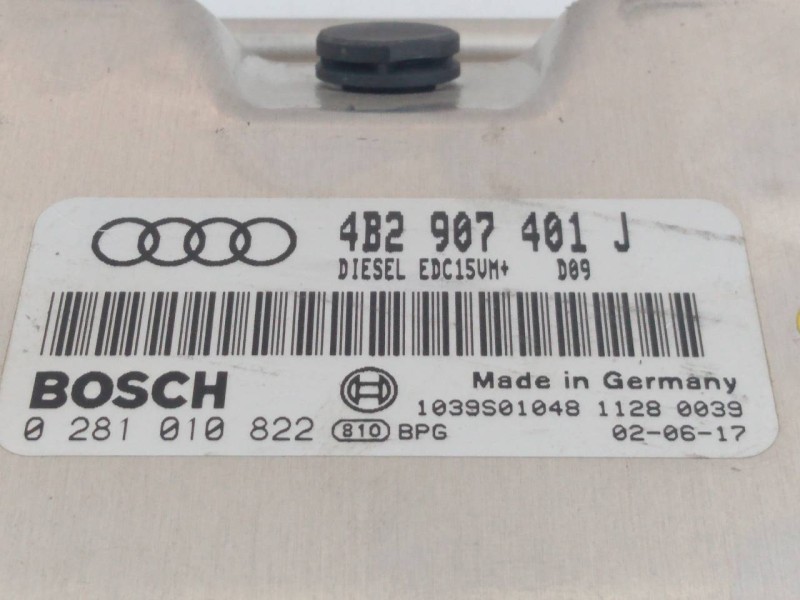 4B2 907 401 J
DIESEL EDC15VM+ D09
BOSCH
Made in Germany
1039S01048 1128 0039
0 281 010 822 810 BPG 02-06-17